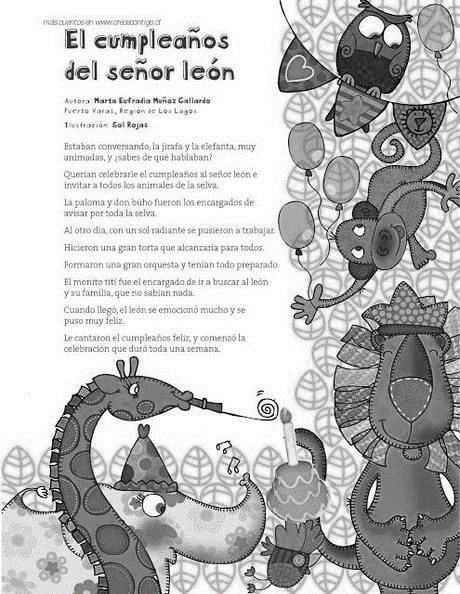 más cuentos en www.crececontigo.cl
El cumpleaños
del señor león
Autora: Marta Eufradia Muñoz Gallardo
Puerto Varas, Región de Los Lagos
Ilustración: Sol Rojas
Estaban conversando, la jirafa y la elefanta, muy
animadas, y ¿sabes de qué hablaban?
Querían celebrarle el cumpleaños al señor león e
invitar a todos los animales de la selva.
La paloma y don búho fueron los encargados de
avisar por toda la selva.
Al otro día, con un sol radiante se pusieron a trabajar.
Hicieron una gran torta que alcanzaría para todos.
Formaron una gran orquesta y tenían todo preparado.
El monito tití fue el encargado de ir a buscar al león
y su familia, que no sabían nada.
Cuando llegó, el león se emocionó mucho y se
puso muy feliz.
Le cantaron el cumpleaños feliz, y comenzó la
celebración que duró toda una semana.